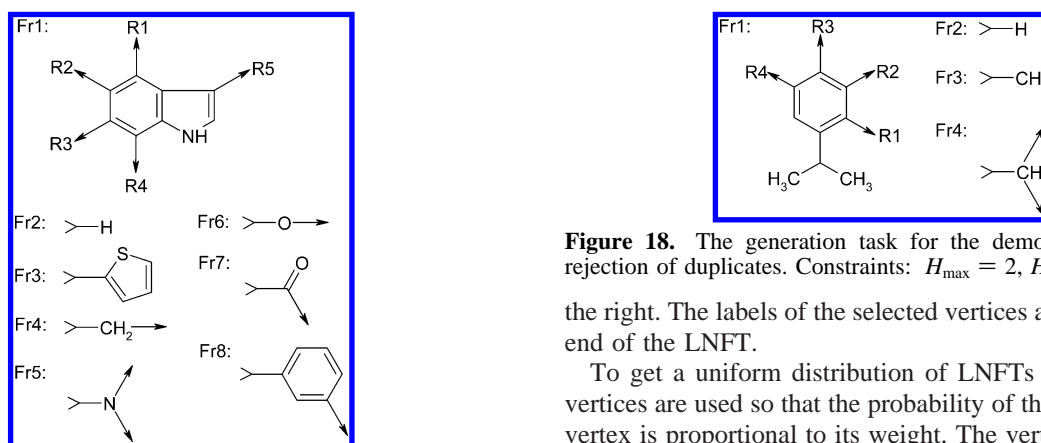 Fr1:
R1
R2
R5
R3
NH
R4
Fr2: H
Fr6: O
Fr3: S
Fr7: O
Fr4: CH2
Fr5: N
Fr8:
Fr1:
R3
R4
R2
R1
H3C CH3
Fr2: H
Fr3: CH
Fr4: CH
Figure 18. The generation task for the demo
rejection of duplicates. Constraints: Hmax = 2, H
the right. The labels of the selected vertices a
end of the LNFT.
To get a uniform distribution of LNFTs
vertices are used so that the probability of th
vertex is proportional to its weight. The vert